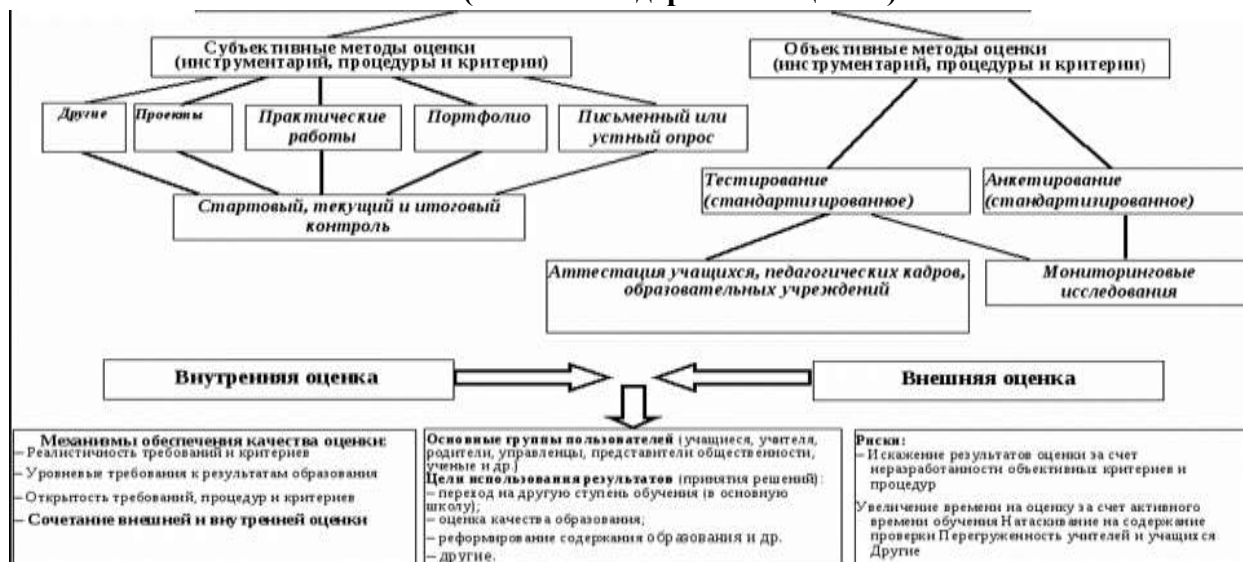 Субъективные методы оценки
(инструментарий, процедуры и критерии)
Объективные методы оценки
(инструментарий, процедуры и критерии)
Другие
Проекты
Практические
работы
Портфолио
Письменный или
устный опрос
Стартовый, текущий и итоговый
контроль
Тестирование
(стандартизированное)
Анкетирование
(стандартизированное)
Аттестация учащихся, педагогических кадров,
образовательных учреждений
Мониторинговые
исследования
Внутренняя оценка
Внешняя оценка
Механизмы обеспечения качества оценки:
– Реалистичность требований и критериев
– Уровневые требования к результатам образования
– Открытость требований, процедур и критериев
– Сочетание внешней и внутренней оценки
Основные группы пользователей (учащиеся, учителя,
родители, управленцы, представители общественности,
ученые и др.)
Цели использования результатов (принятия решений):
– переход на другую ступень обучения (в основную
школу);
– оценка качества образования;
– реформирование содержания образования и др.
– другие.
Риски:
– Искажение результатов оценки за счет
неразработанности объективных критериев и
процедур
Увеличение времени на оценку за счет активного
времени обучения Натаскивание на содержание
проверки Перегруженность учителей и учащихся
Другие